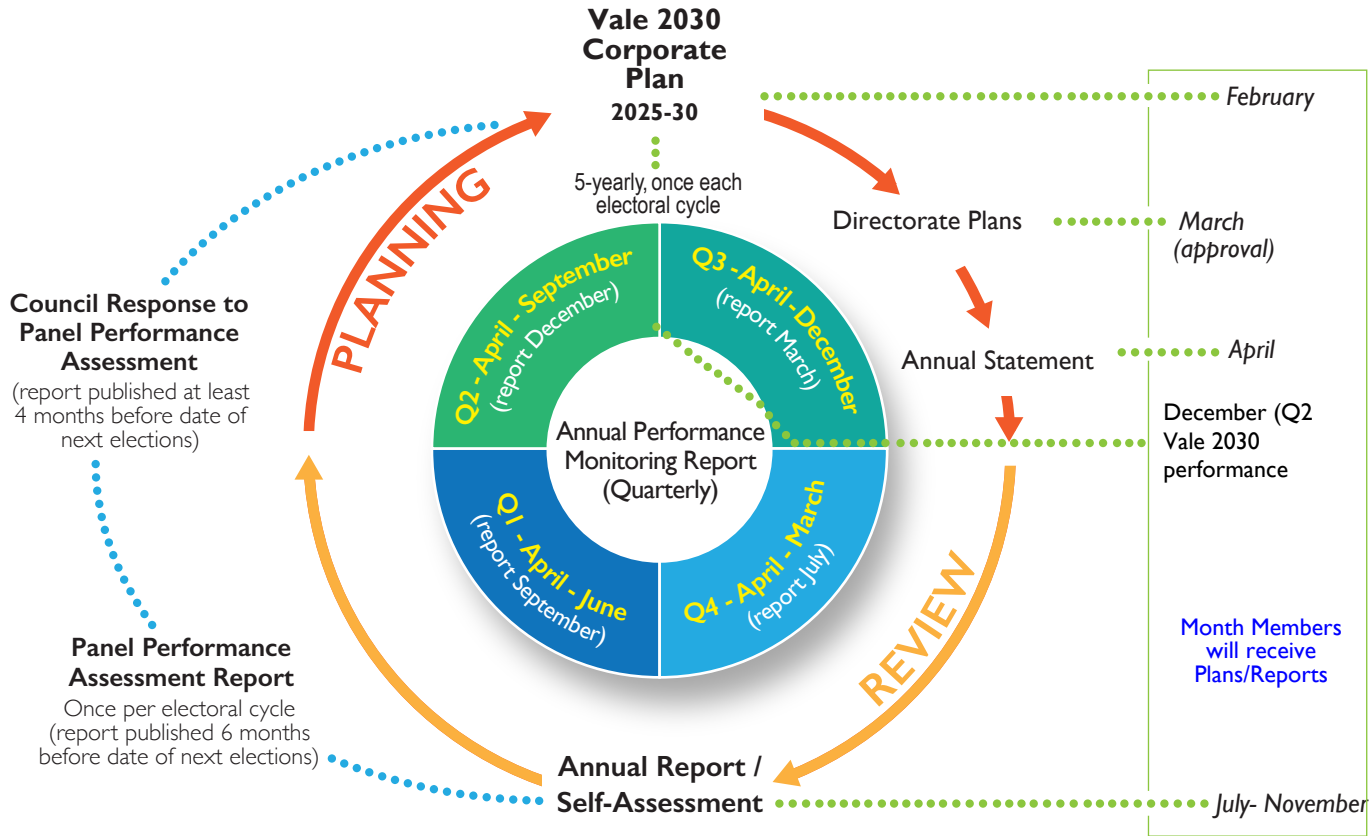 Vale 2030
Corporate
Plan
2025-30
5-yearly, once each
electoral cycle
February
Directorate Plans
March
(approval)
Annual Statement
April
December (Q2
Vale 2030
performance
Month Members
will receive
Plans/Reports
July- November
PLANNING
REVIEW
Q2 - April - September
(report December)
Q3 - April - December
(report March)
Annual Performance
Monitoring Report
(Quarterly)
Q1 - April - June
(report September)
Q4 - April - March
(report July)
Council Response to
Panel Performance
Assessment
(report published at least
4 months before date of
next elections)
Panel Performance
Assessment Report
Once per electoral cycle
(report published 6 months
before date of next elections)
Annual Report /
Self-Assessment